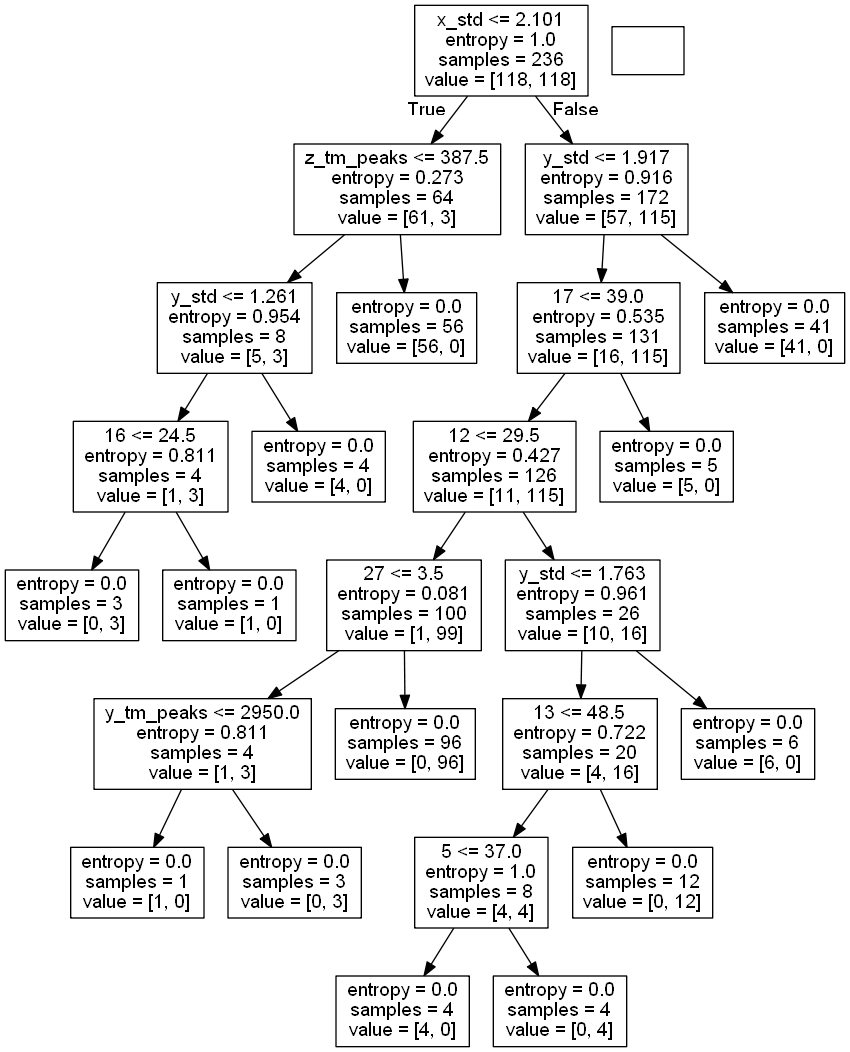 x_std <= 2.101
entropy = 1.0
samples = 236
value = [118, 118]
True
False
z_tm_peaks <= 387.5
entropy = 0.273
samples = 64
value = [61, 3]
y_std <= 1.917
entropy = 0.916
samples = 172
value = [57, 115]
y_std <= 1.261
entropy = 0.954
samples = 8
value = [5, 3]
entropy = 0.0
samples = 56
value = [56, 0]
17 <= 39.0
entropy = 0.535
samples = 131
value = [16, 115]
entropy = 0.0
samples = 41
value = [41, 0]
16 <= 24.5
entropy = 0.811
samples = 4
value = [1, 3]
entropy = 0.0
samples = 4
value = [4, 0]
12 <= 29.5
entropy = 0.427
samples = 126
value = [11, 115]
entropy = 0.0
samples = 5
value = [5, 0]
entropy = 0.0
samples = 3
value = [0, 3]
entropy = 0.0
samples = 1
value = [1, 0]
27 <= 3.5
entropy = 0.081
samples = 100
value = [1, 99]
y_std <= 1.763
entropy = 0.961
samples = 26
value = [10, 16]
y_tm_peaks <= 2950.0
entropy = 0.811
samples = 4
value = [1, 3]
entropy = 0.0
samples = 96
value = [0, 96]
13 <= 48.5
entropy = 0.722
samples = 20
value = [4, 16]
entropy = 0.0
samples = 6
value = [6, 0]
entropy = 0.0
samples = 1
value = [1, 0]
entropy = 0.0
samples = 3
value = [0, 3]
5 <= 37.0
entropy = 1.0
samples = 8
value = [4, 4]
entropy = 0.0
samples = 12
value = [0, 12]
entropy = 0.0
samples = 4
value = [4, 0]
entropy = 0.0
samples = 4
value = [0, 4]